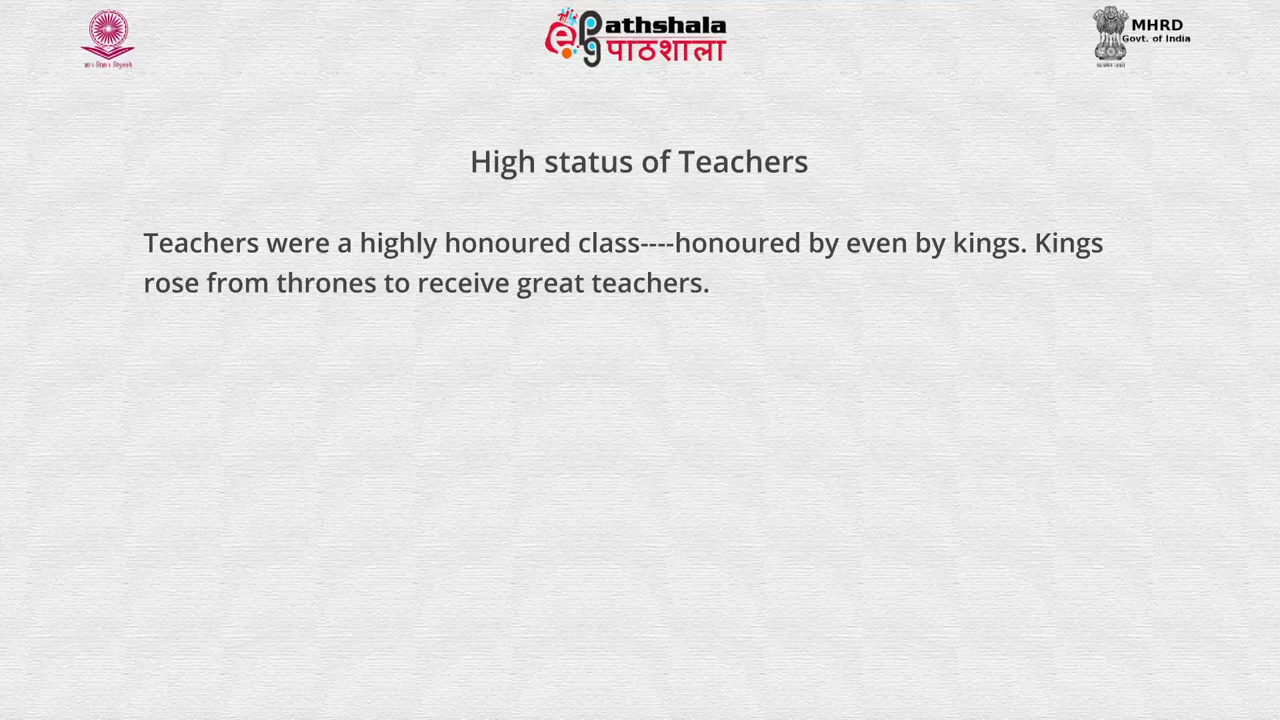 ePG athshala
पाठशाला
MHRD
Govt. of India
High status of Teachers
Teachers were a highly honoured class----honoured by even by kings. Kings
rose from thrones to receive great teachers.